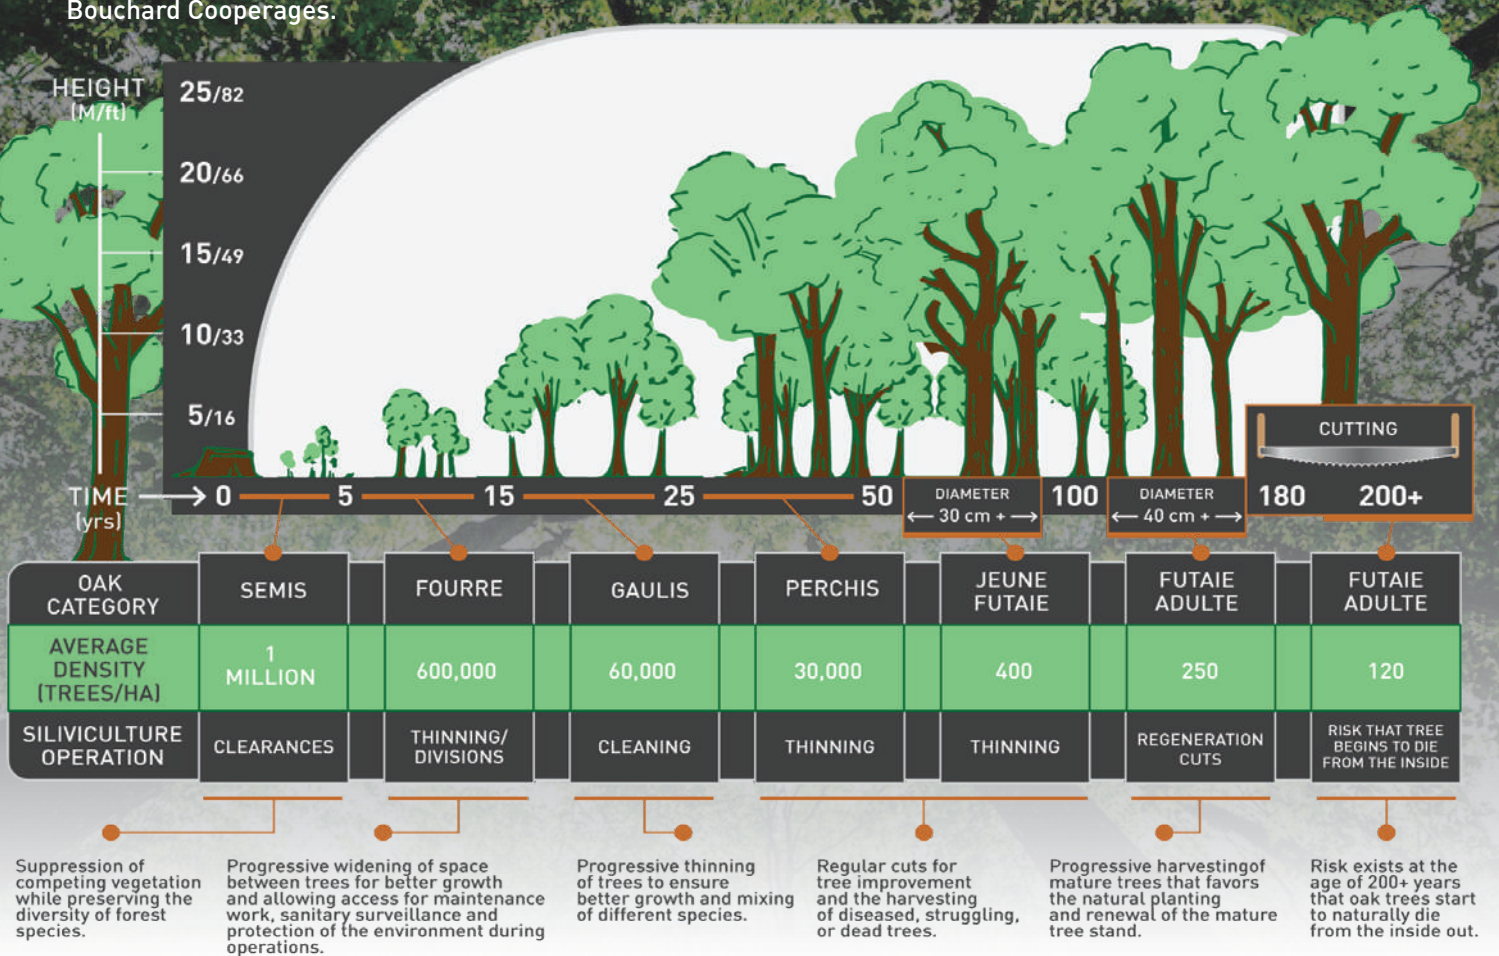 Bouchard Cooperages.
HEIGHT
(M/ft)
25/82
20/66
15/49
10/33
5/16
CUTTING
TIME
(yrs)
0
5
15
25
50
DIAMETER
30 cm +
100
DIAMETER
40 cm +
180
200+
OAK
CATEGORY
SEMIS
FOURRE
GAULIS
PERCHIS
JEUNE
FUTAIE
FUTAIE
ADULTE
FUTAIE
ADULTE
AVERAGE
DENSITY
(TREES/HA)
1
MILLION
600,000
60,000
30,000
400
250
120
SILIVICULTURE
OPERATION
CLEARANCES
THINNING/
DIVISIONS
CLEANING
THINNING
THINNING
REGENERATION
CUTS
RISK THAT TREE
BEGINS TO DIE
FROM THE INSIDE
Suppression of
competing vegetation
while preserving the
diversity of forest
species.
Progressive widening of space
between trees for better growth
and allowing access for maintenance
work, sanitary surveillance and
protection of the environment during
operations.
Progressive thinning
of trees to ensure
better growth and mixing
of different species.
Regular cuts for
tree improvement
and the harvesting
of diseased, struggling,
or dead trees.
Progressive harvestingof
mature trees that favors
the natural planting
and renewal of the mature
tree stand.
Risk exists at the
age of 200+ years
that oak trees start
to naturally die
from the inside out.